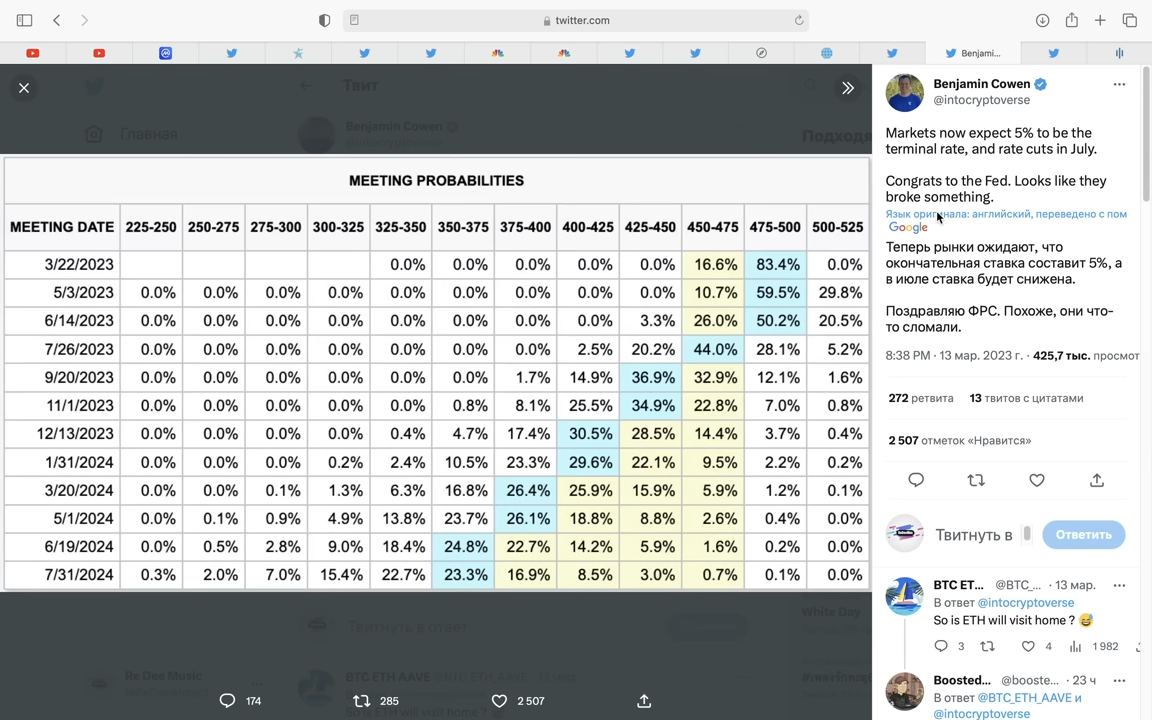 twitter.com
Benjami...
Твит
Главная
Benjamin Cowen
@intocryptoverse
MEETING PROBABILITIES
MEETING DATE 225-250 250-275 275-300 300-325 325-350 350-375 375-400 400-425 425-450 450-475 475-500 500-525
3/22/2023 0.0% 0.0% 0.0% 0.0% 0.0% 16.6% 83.4% 0.0%
5/3/2023 0.0% 0.0% 0.0% 0.0% 0.0% 0.0% 0.0% 0.0% 0.0% 10.7% 59.5% 29.8%
6/14/2023 0.0% 0.0% 0.0% 0.0% 0.0% 0.0% 0.0% 0.0% 3.3% 26.0% 50.2% 20.5%
7/26/2023 0.0% 0.0% 0.0% 0.0% 0.0% 0.0% 0.0% 2.5% 20.2% 44.0% 28.1% 5.2%
9/20/2023 0.0% 0.0% 0.0% 0.0% 0.0% 0.0% 1.7% 14.9% 36.9% 32.9% 12.1% 1.6%
11/1/2023 0.0% 0.0% 0.0% 0.0% 0.0% 0.8% 8.1% 25.5% 34.9% 22.8% 7.0% 0.8%
12/13/2023 0.0% 0.0% 0.0% 0.0% 0.4% 4.7% 17.4% 30.5% 28.5% 14.4% 3.7% 0.4%
1/31/2024 0.0% 0.0% 0.0% 0.2% 2.4% 10.5% 23.3% 29.6% 22.1% 9.5% 2.2% 0.2%
3/20/2024 0.0% 0.0% 0.1% 1.3% 6.3% 16.8% 26.4% 25.9% 15.9% 5.9% 1.2% 0.1%
5/1/2024 0.0% 0.1% 0.9% 4.9% 13.8% 23.7% 26.1% 18.8% 8.8% 2.6% 0.4% 0.0%
6/19/2024 0.0% 0.5% 2.8% 9.0% 18.4% 24.8% 22.7% 14.2% 5.9% 1.6% 0.2% 0.0%
7/31/2024 0.3% 2.0% 7.0% 15.4% 22.7% 23.3% 16.9% 8.5% 3.0% 0.7% 0.1% 0.0%
White Day
Твитнуть в ответ
Re Dee Music
BTC ETH AAVE
174 285 2 507
Benjamin Cowen
@intocryptoverse
Markets now expect 5% to be the
terminal rate, and rate cuts in July.
Congrats to the Fed. Looks like they
broke something.
Язык оригинала: английский, переведено с пом
Google
Теперь рынки ожидают, что
окончательная ставка составит 5%, а
в июле ставка будет снижена.
Поздравляю ФРС. Похоже, они что-
то сломали.
8:38 PM · 13 мар. 2023 г. · 425,7 тыс. просмот
272 ретвита 13 твитов с цитатами
2 507 отметок «Нравится»
Твитнуть в
Ответить
BTC ET... @BTC_... · 13 мар.
В ответ @intocryptoverse
So is ETH will visit home ? 😅
3 4 1 982
Boosted... @booste... · 23 ч
В ответ @BTC_ETH_AAVE и
@intocryptoverse